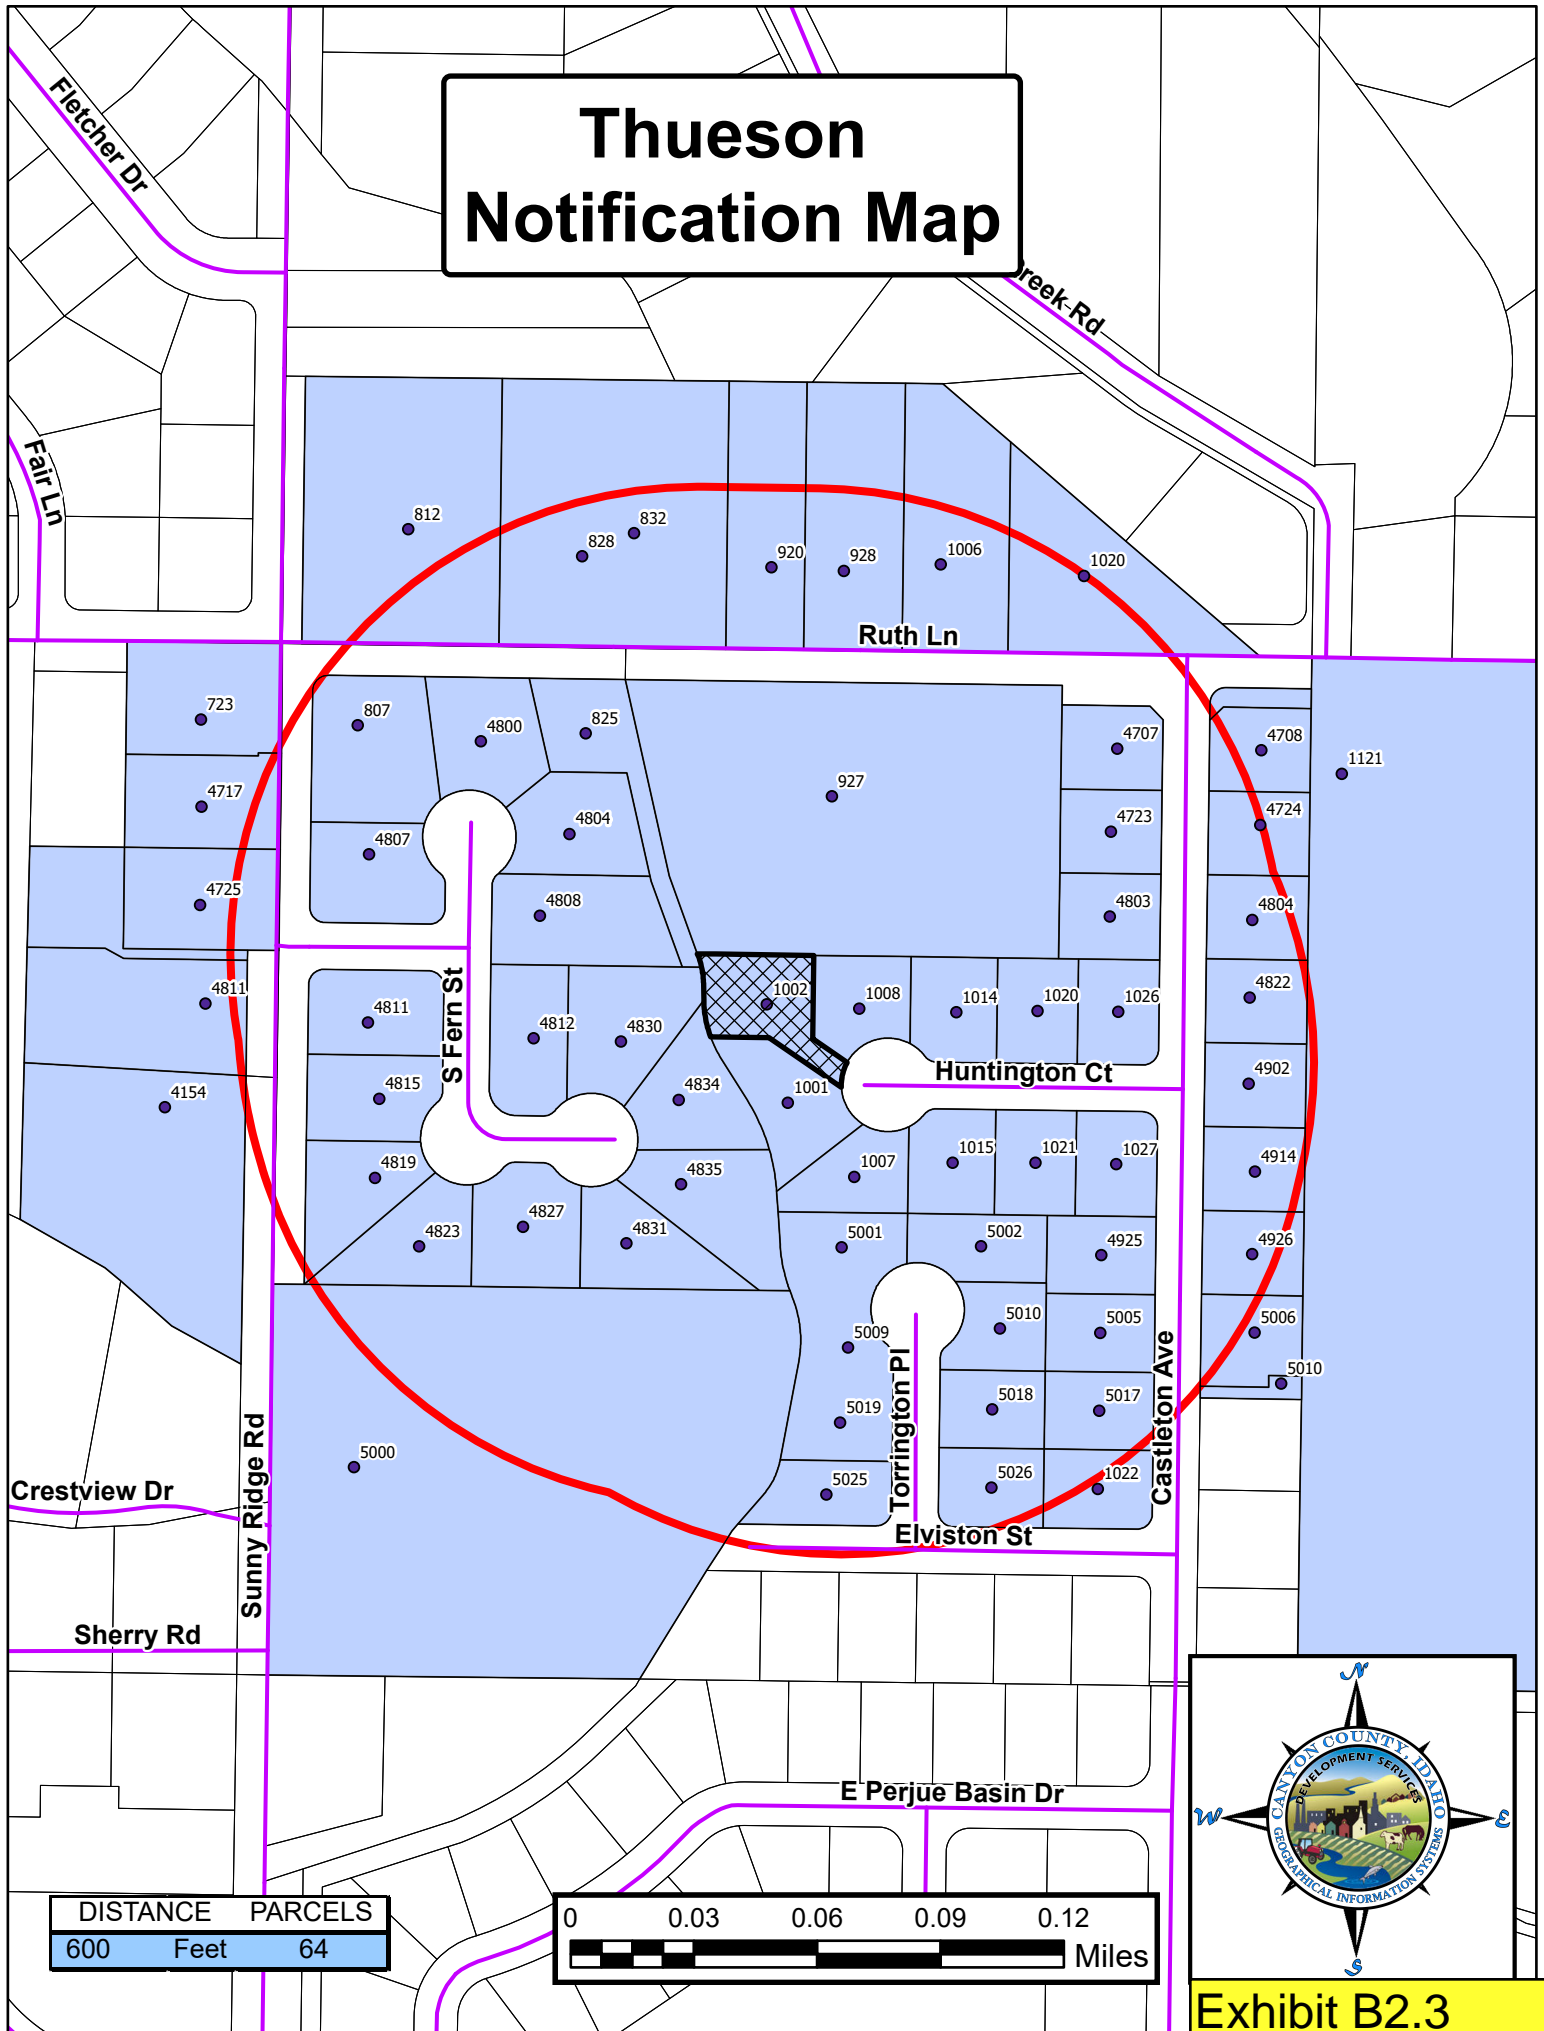 Thueson
Notification Map
Fletcher Dr
Creek Rd
Fair Ln
812
828
832
920
928
1006
1020
Ruth Ln
723
807
4800
825
4707
4708
1121
4717
927
4723
4724
4807
4804
4725
4808
4803
4804
4811
4811
S Fern St
4812
4830
1002
1008
1014
1020
1026
4822
4154
4815
4834
1001
Huntington Ct
4902
4819
4835
1007
1015
1021
1027
4914
4823
4827
4831
5001
5002
4925
4926
5009
5010
5005
5006
5010
Torrington Pl
Castleton Ave
5019
5018
5017
5000
5025
5026
1022
Crestview Dr
Sunny Ridge Rd
Elviston St
Sherry Rd
E Perjue Basin Dr
N
W
E
S
CANYON COUNTY, IDAHO
DEVELOPMENT SERVICES
GEOGRAPHICAL INFORMATION SYSTEMS
DISTANCE PARCELS
600 Feet 64
0 0.03 0.06 0.09 0.12
Miles
Exhibit B2.3